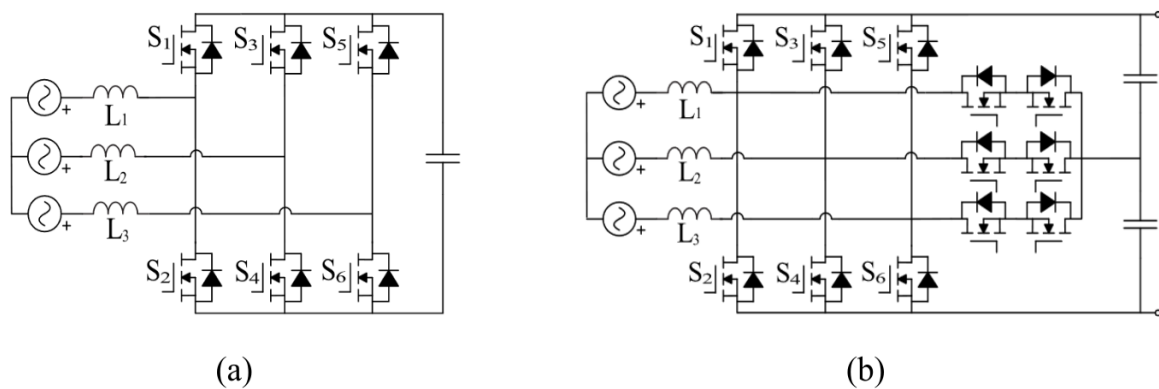 S1 S3 S5
+ L1
+ L2
+ L3
S2 S4 S6
S1 S3 S5
+ L1
+ L2
+ L3
S2 S4 S6
(a) (b)